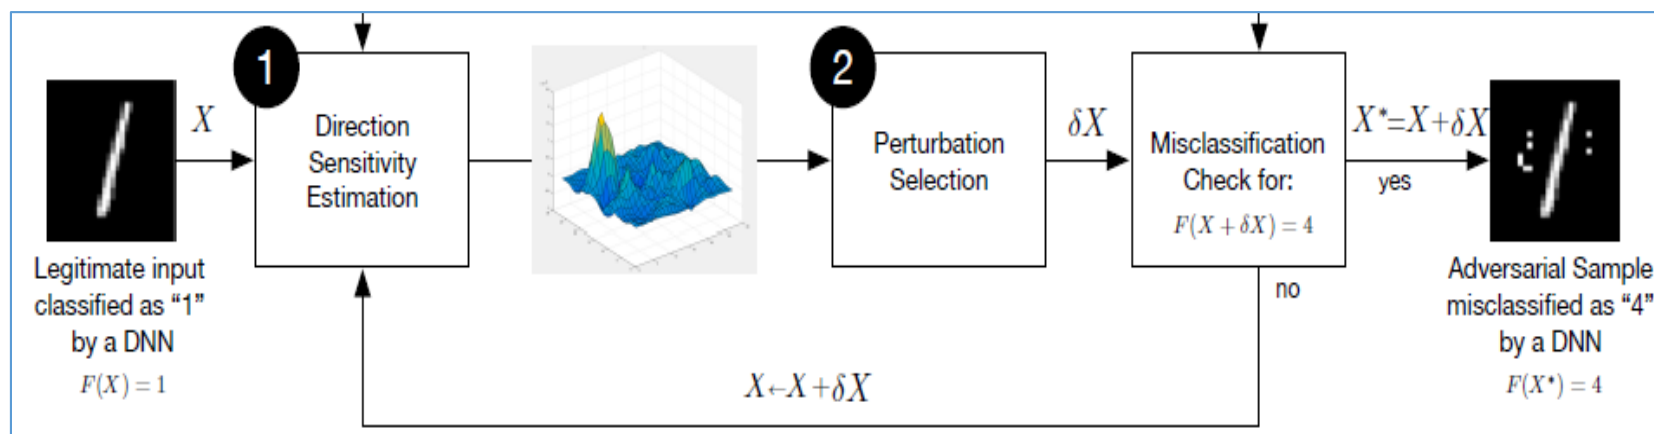 1
2
X
Direction
Sensitivity
Estimation
Perturbation
Selection
δX
Misclassification
Check for:
F(X + δX) = 4
X*=X+δX
yes
no
Legitimate input
classified as “1”
by a DNN
F(X) = 1
X←X+δX
Adversarial Sample
misclassified as “4”
by a DNN
F(X*) = 4